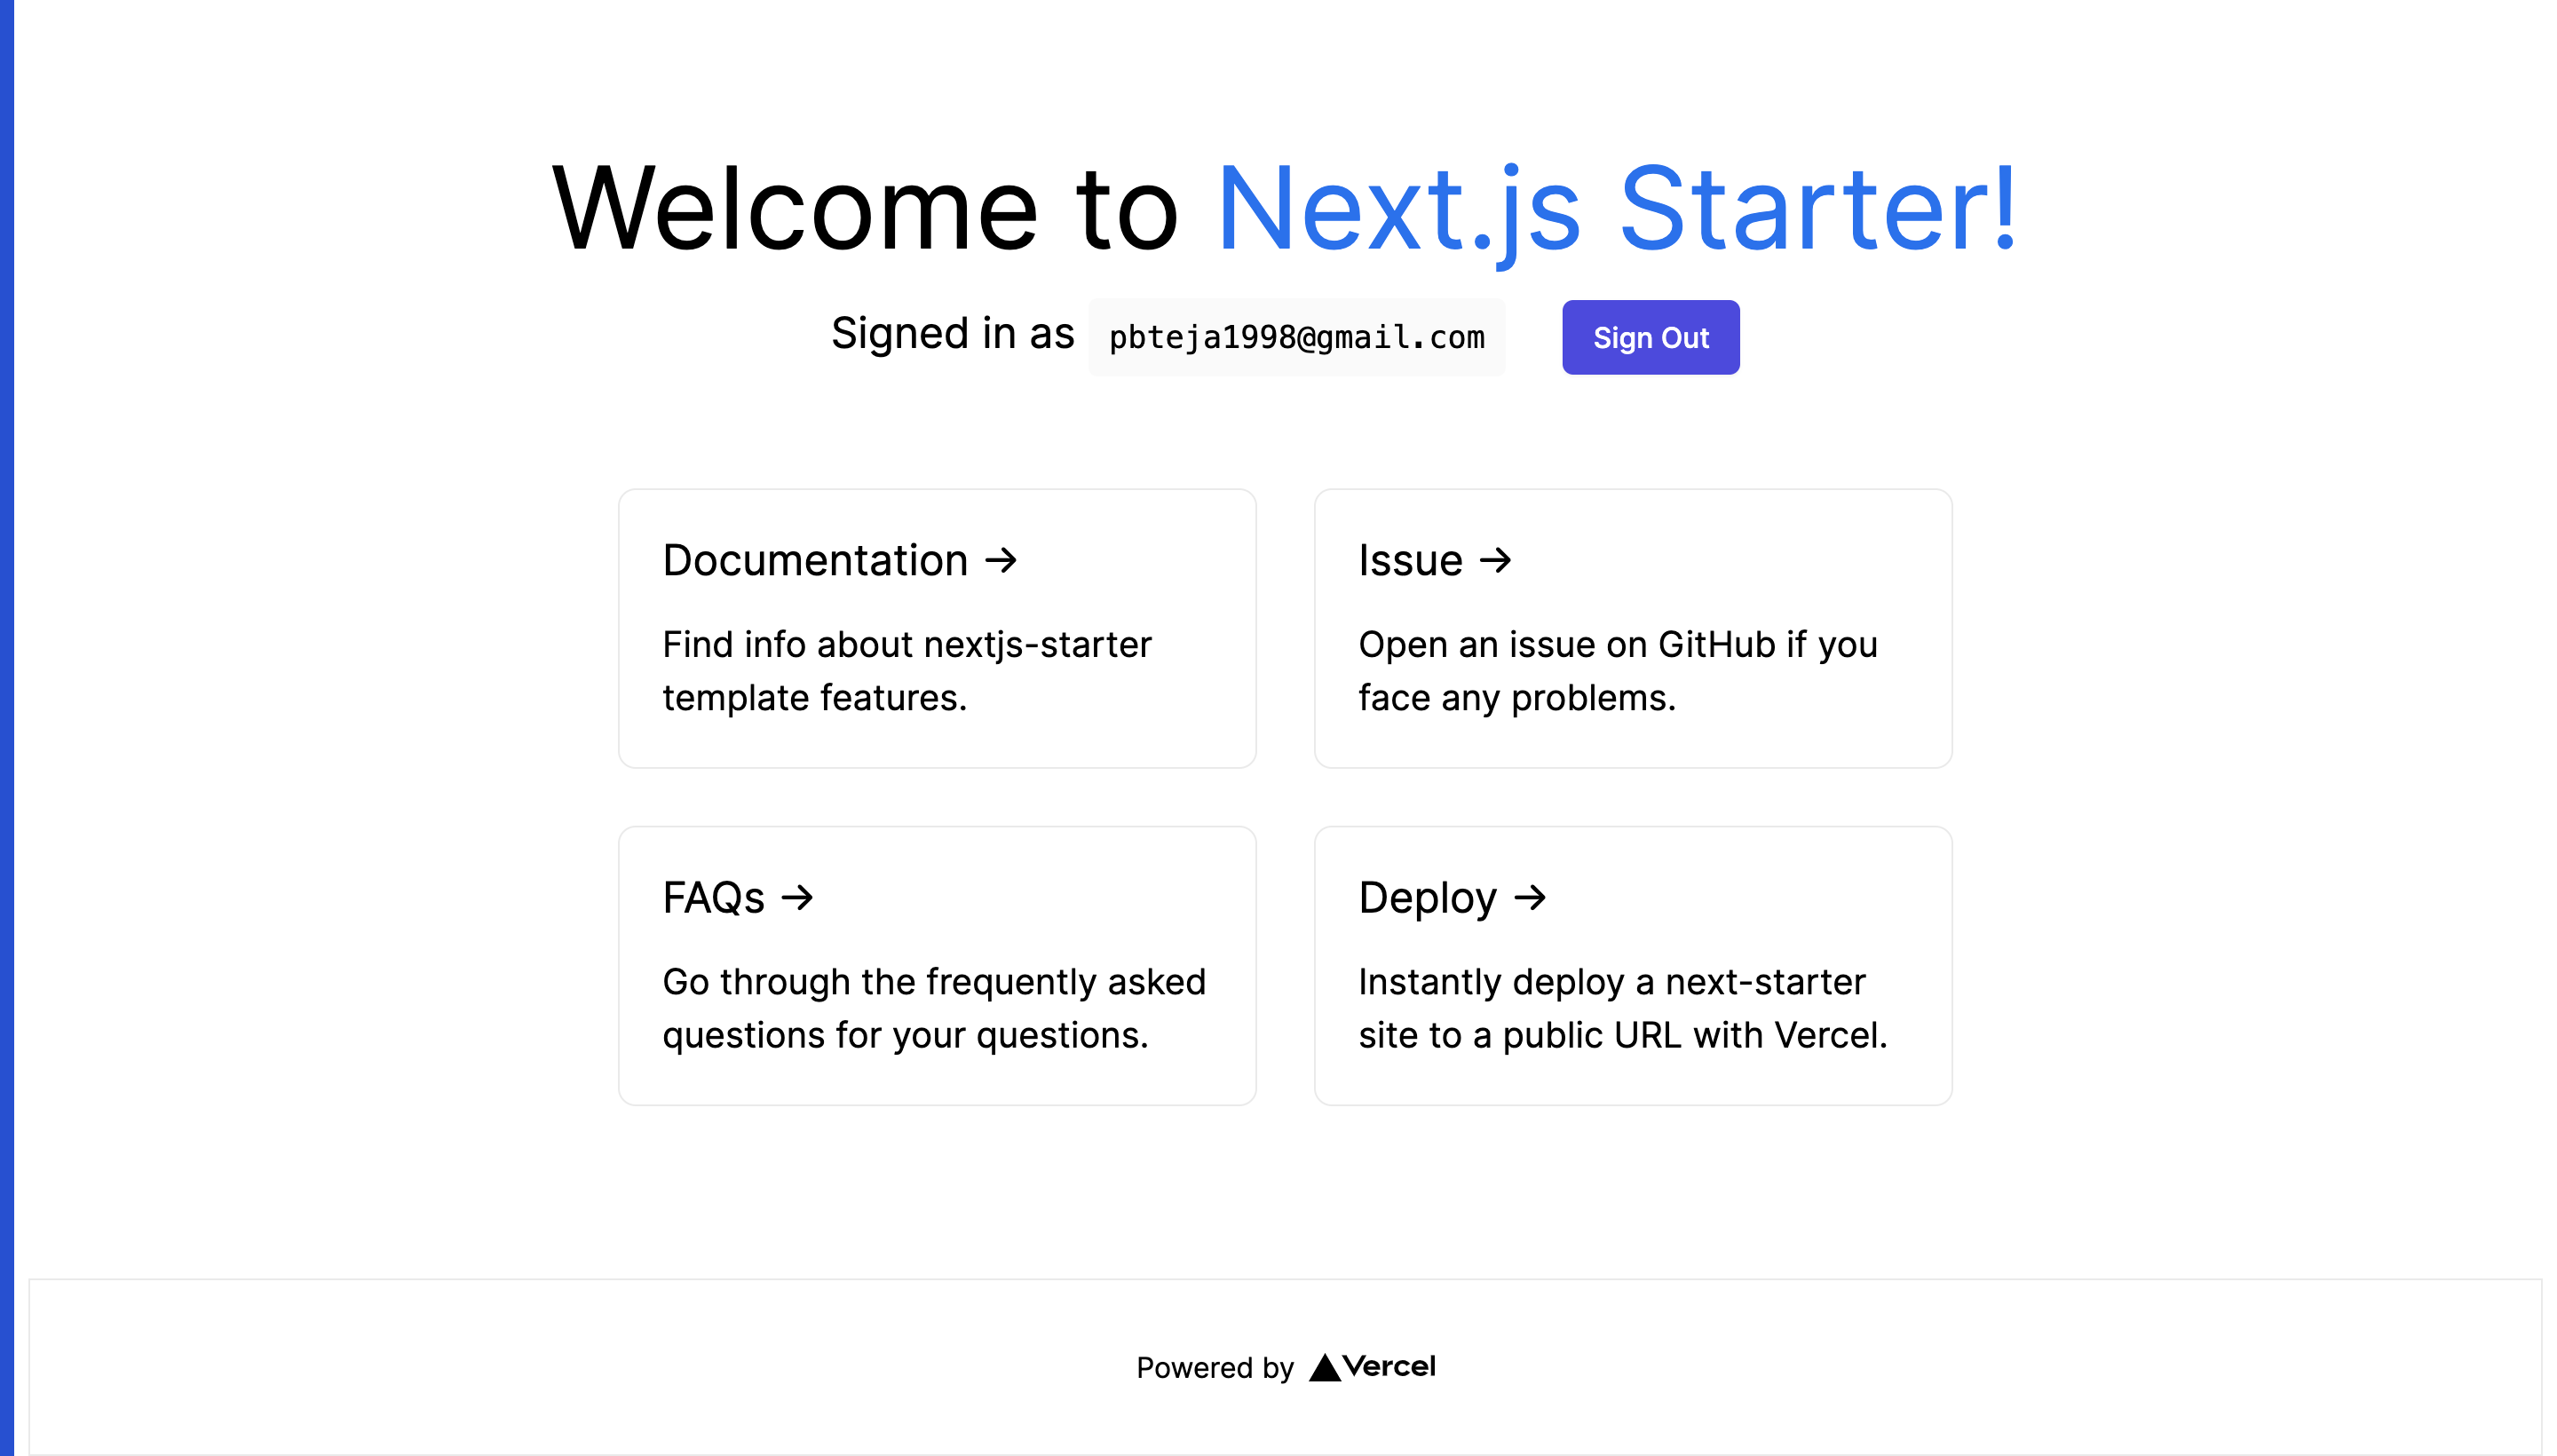 Welcome to Next.js Starter!
Signed in as pbteja1998@gmail.com Sign Out
Documentation →
Find info about nextjs-starter
template features.
Issue →
Open an issue on GitHub if you
face any problems.
FAQs →
Go through the frequently asked
questions for your questions.
Deploy →
Instantly deploy a next-starter
site to a public URL with Vercel.
Powered by Vercel